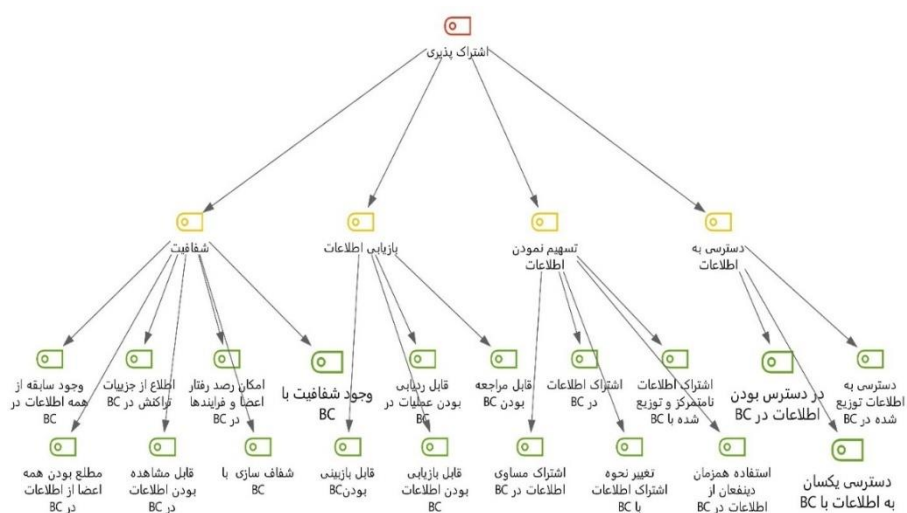 اشتراک پذیری
شفافیت
بازیابی اطلاعات
تسهیم نمودن
اطلاعات
دسترسی به
اطلاعات
وجود سابقه از
همه اطلاعات در
BC
اطلاع از جزییات
تراکنش در BC
امکان رصد رفتار
اعضا و فرایندها
در BC
وجود شفافیت با
BC
قابل ردیابی
بودن عملیات در
BC
قابل مراجعه
بودن BC
اشتراک اطلاعات
در BC
اشتراک اطلاعات
نامتمرکز و توزیع
شده با BC
در دسترس بودن
اطلاعات در BC
دسترسی به
اطلاعات توزیع
شده در BC
مطلع بودن همه
اعضا از اطلاعات
در BC
قابل مشاهده
بودن اطلاعات
در BC
شفاف سازی با
BC
قابل بازبینی
بودنBC
قابل بازیابی
بودن اطلاعات
BC
اشتراک مساوی
اطلاعات در BC
تغییر نحوه
اشتراک اطلاعات
با BC
استفاده همزمان
ذینفعان از
اطلاعات در BC
دسترسی یکسان
به اطلاعات با BC